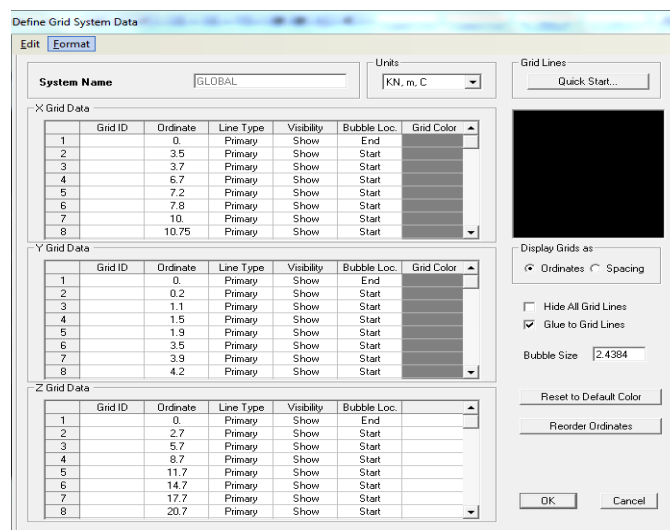 Define Grid System Data
Edit Format
System Name GLOBAL
Units
KN, m, C
Grid Lines
Quick Start...
X Grid Data
Grid ID Ordinate Line Type Visibility Bubble Loc. Grid Color
1 0. Primary Show End
2 3.5 Primary Show Start
3 3.7 Primary Show Start
4 6.7 Primary Show Start
5 7.2 Primary Show Start
6 7.8 Primary Show Start
7 10. Primary Show Start
8 10.75 Primary Show Start
Y Grid Data
Grid ID Ordinate Line Type Visibility Bubble Loc. Grid Color
1 0. Primary Show End
2 0.2 Primary Show Start
3 1.1 Primary Show Start
4 1.5 Primary Show Start
5 1.9 Primary Show Start
6 3.5 Primary Show Start
7 3.9 Primary Show Start
8 4.2 Primary Show Start
Display Grids as
Ordinates Spacing
Hide All Grid Lines
Glue to Grid Lines
Bubble Size 2.4384
Z Grid Data
Grid ID Ordinate Line Type Visibility Bubble Loc.
1 0. Primary Show End
2 2.7 Primary Show Start
3 5.7 Primary Show Start
4 8.7 Primary Show Start
5 11.7 Primary Show Start
6 14.7 Primary Show Start
7 17.7 Primary Show Start
8 20.7 Primary Show Start
Reset to Default Color
Reorder Ordinates
OK Cancel